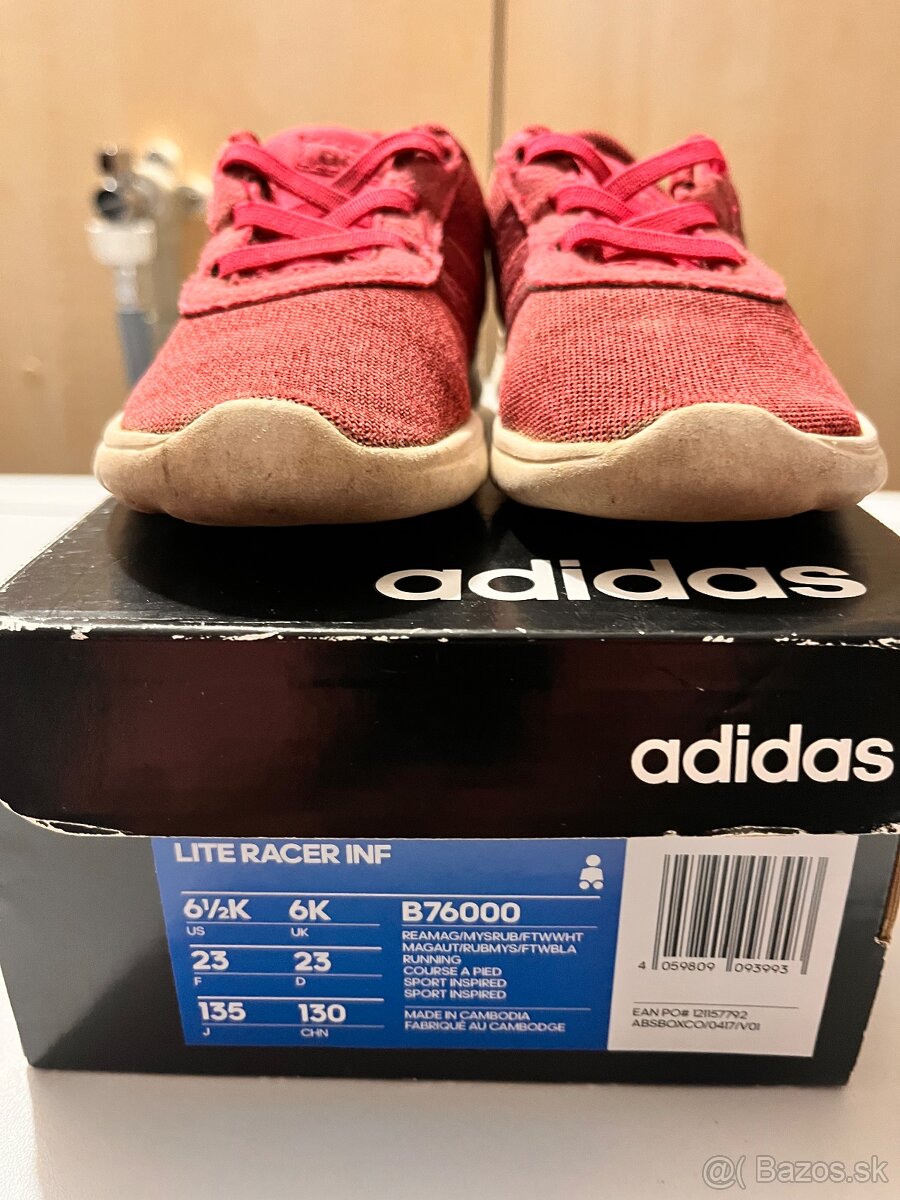 adidas
adidas
LITE RACER INF
6½K 6K
US UK
23 23
F D
135 130
J CHN
B76000
REAMAG/MYSRUB/FTWWHT
MAGAUT/RUBMYS/FTWBLA
RUNNING
COURSE A PIED
SPORT INSPIRED
SPORT INSPIRED
MADE IN CAMBODIA
FABRIQUÉ AU CAMBODGE
4 059809 093993
EAN PO# 121157792
ABSBOXCO/0417/V01
@( Bazos.sk